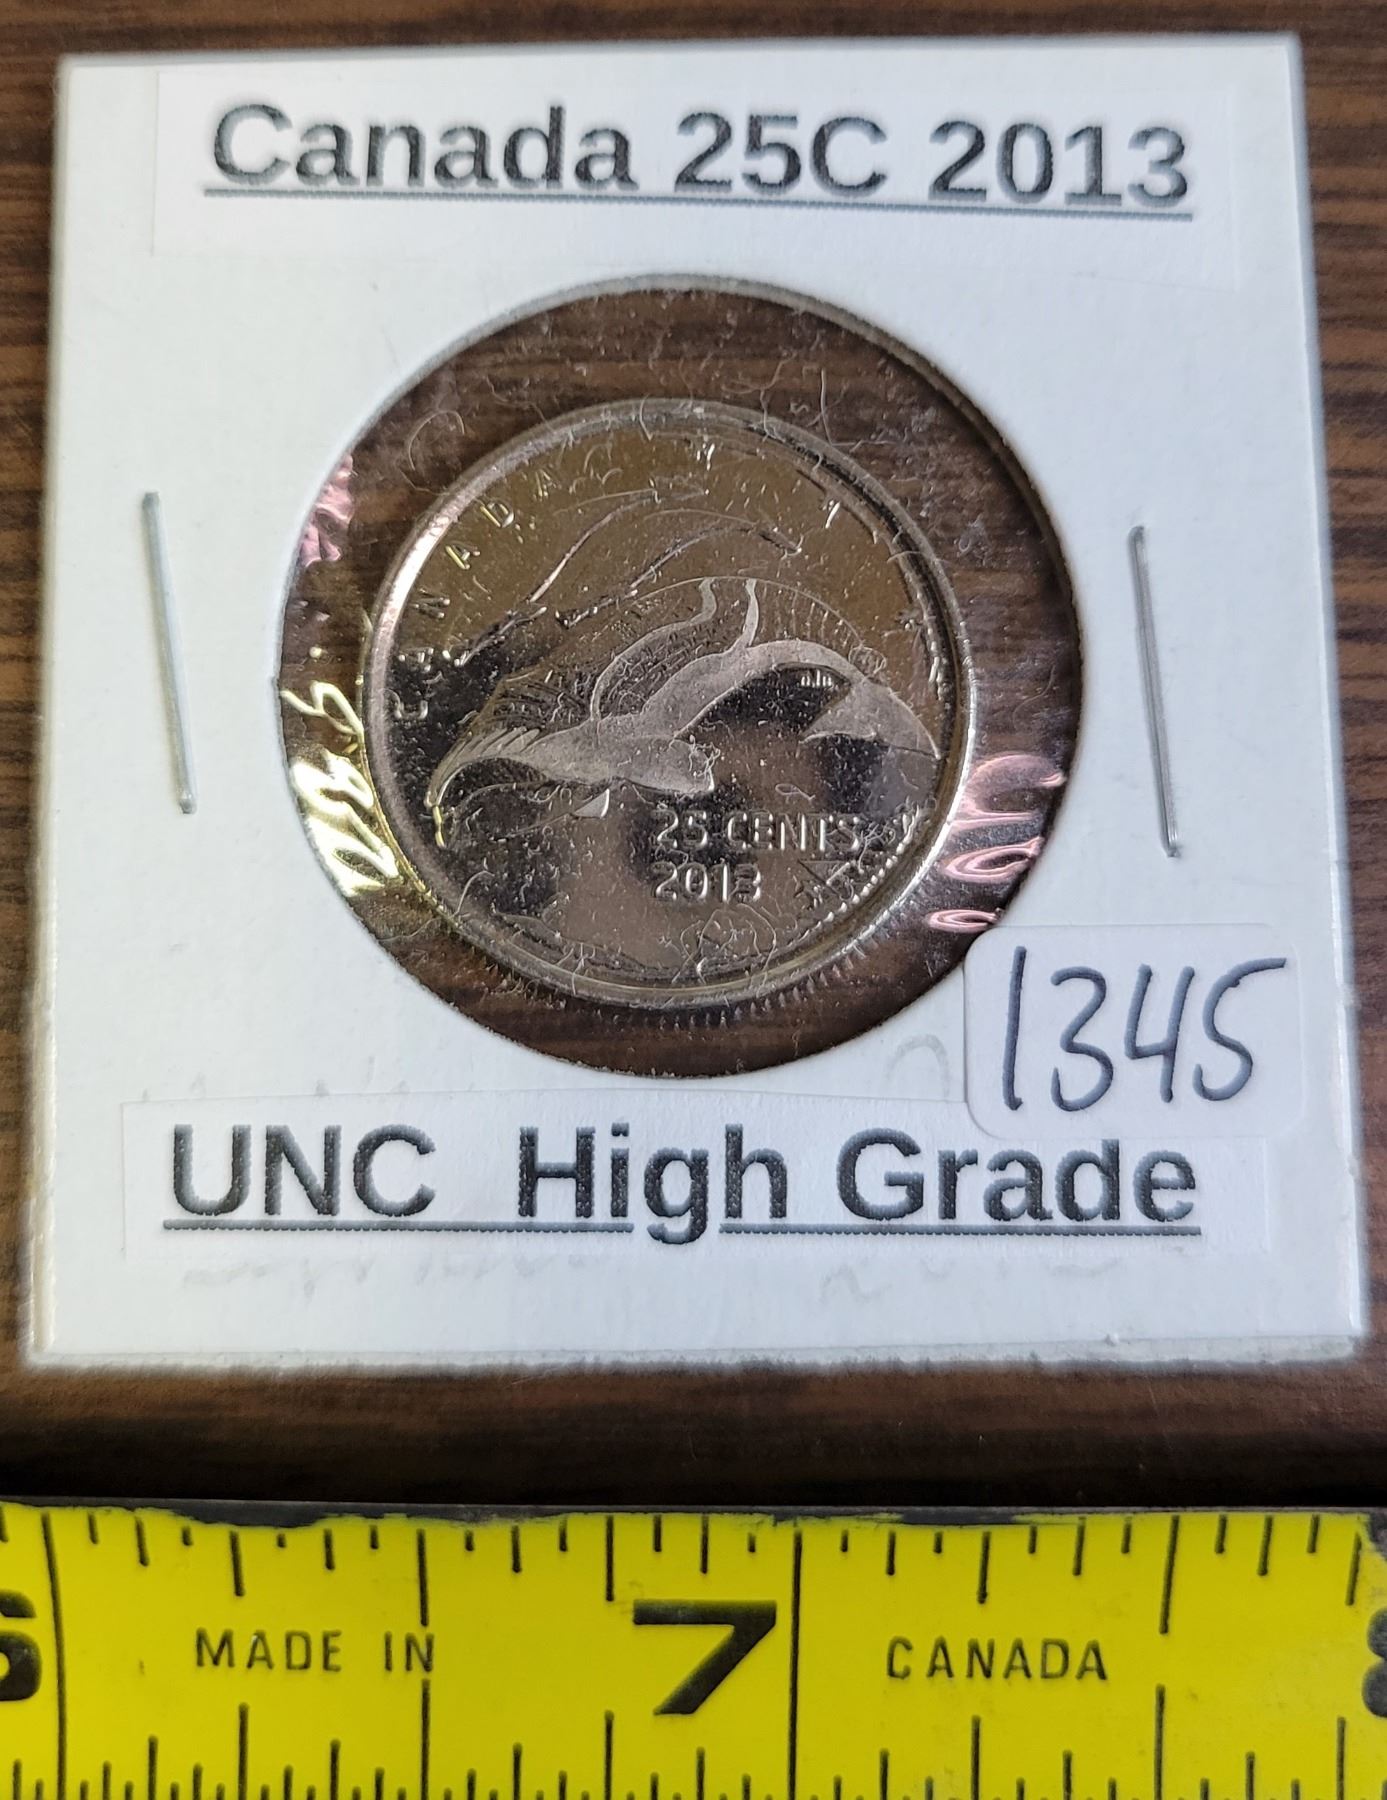 Canada 25C 2013
CANADA
25 CENTS
2013
1345
UNC High Grade
6 7 8
MADE IN CANADA